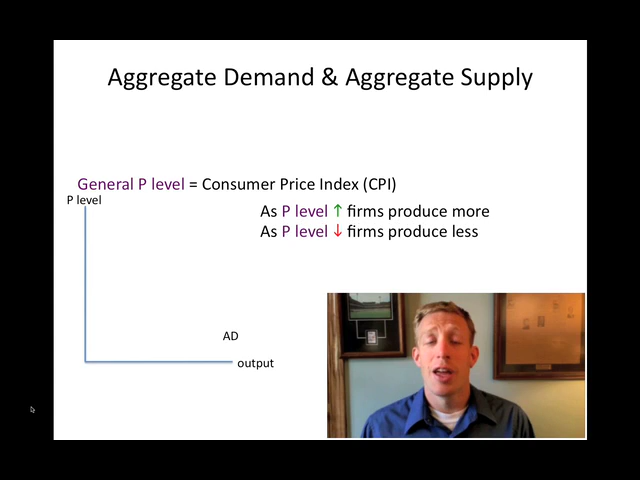 Aggregate Demand & Aggregate Supply
General P level = Consumer Price Index (CPI)
P level
As P level ↑ firms produce more
As P level ↓ firms produce less
AD
output